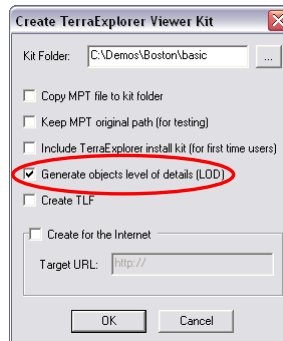 Create TerraExplorer Viewer Kit
Kit Folder: C:\Demos\Boston\basic ...
Copy MPT file to kit folder
Keep MPT original path (for testing)
Include TerraExplorer install kit (for first time users)
Generate objects level of details (LOD)
Create TLF
Create for the Internet
Target URL: http://
OK Cancel